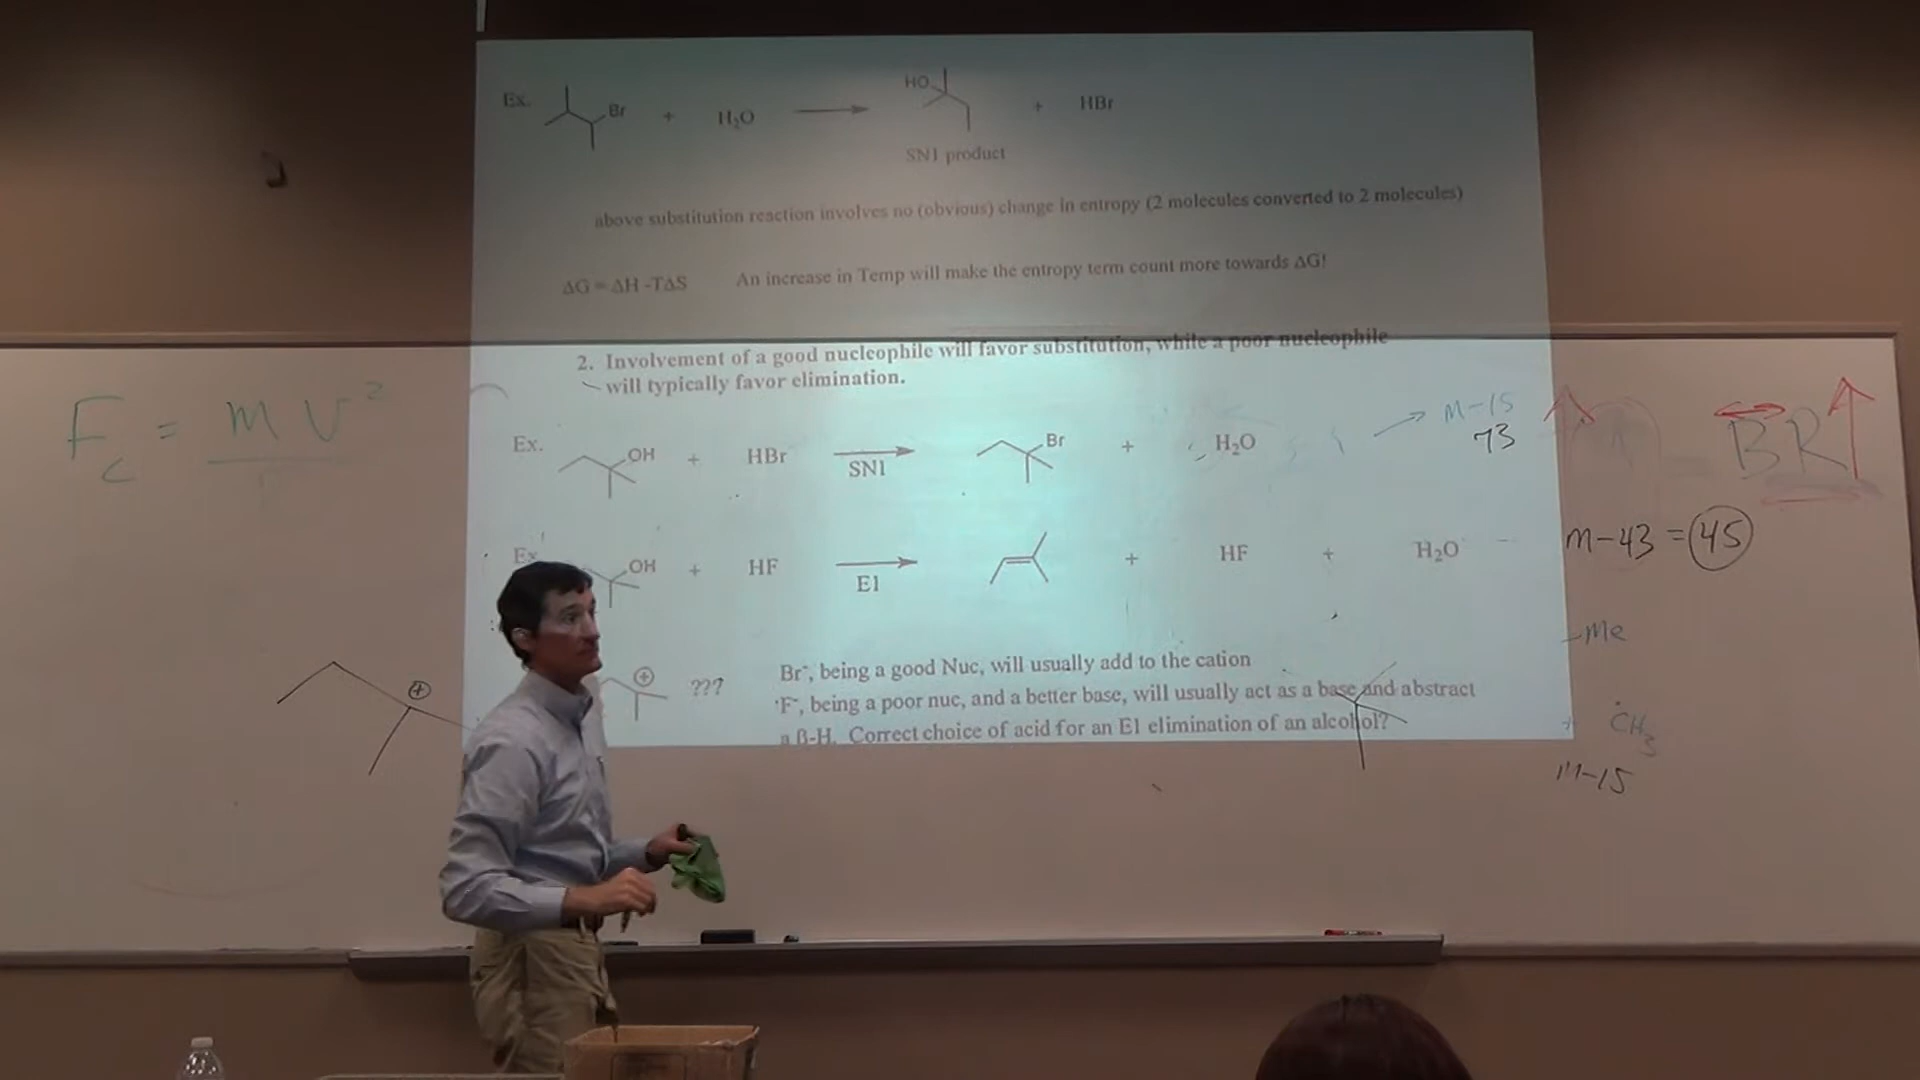 Ex. Br + H₂O HO + HBr
SN1 product
above substitution reaction involves no (obvious) change in entropy (2 molecules converted to 2 molecules)
ΔG = ΔH -TΔS An increase in Temp will make the entropy term count more towards ΔG!
2. Involvement of a good nucleophile will favor substitution, while a poor nucleophile
will typically favor elimination.
Ex. OH + HBr SN1 Br + H₂O
Ex. OH + HF E1 + HF + H₂O
⊕ ??? Br⁻, being a good Nuc, will usually add to the cation
F⁻, being a poor nuc, and a better base, will usually act as a base and abstract
a β-H. Correct choice of acid for an E1 elimination of an alcohol?
F_c = mv²
⊕
M-15
73
BR
m-43 = 45
-Me
+ ĊH₃
M-15